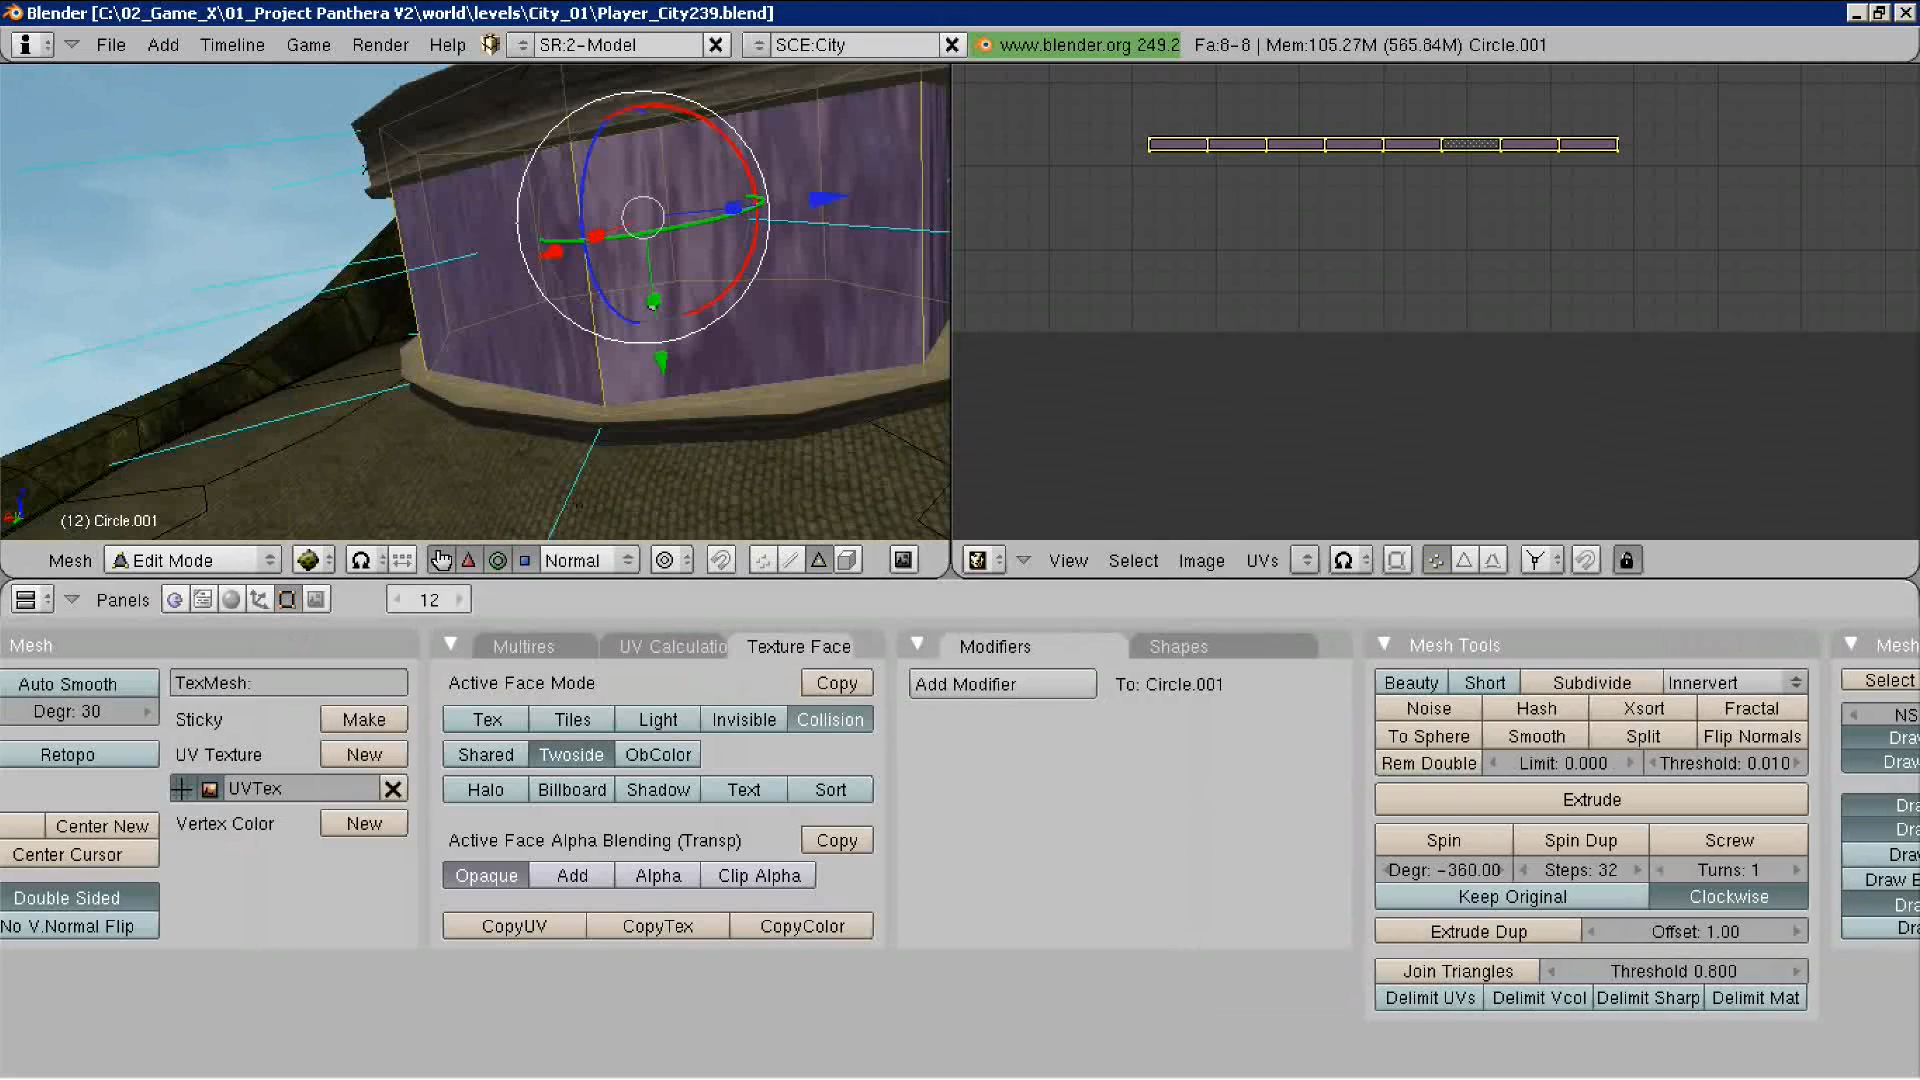 Blender [C:\02_Game_X\01_Project Panthera V2\world\levels\City_01\Player_City239.blend]
File Add Timeline Game Render Help SR:2-Model SCE:City www.blender.org 249.2 Fa:8-8 | Mem:105.27M (565.84M) Circle.001
(12) Circle.001
Mesh Edit Mode Normal View Select Image UVs
Panels 12
Mesh Multires UV Calculatio Texture Face Modifiers Shapes Mesh Tools Mesh
Auto Smooth TexMesh: Active Face Mode Copy Add Modifier To: Circle.001 Beauty Short Subdivide Innervert Select
Degr: 30 Sticky Make Tex Tiles Light Invisible Collision Noise Hash Xsort Fractal NS
Retopo UV Texture New Shared Twoside ObColor To Sphere Smooth Split Flip Normals Drav
UVTex Halo Billboard Shadow Text Sort Rem Double Limit: 0.000 Threshold: 0.010 Drav
Extrude Dra
Center New Vertex Color New Active Face Alpha Blending (Transp) Copy Spin Spin Dup Screw Dra
Center Cursor Opaque Add Alpha Clip Alpha Degr: -360.00 Steps: 32 Turns: 1 Draw E
Double Sided Keep Original Clockwise Dra
No V.Normal Flip CopyUV CopyTex CopyColor Extrude Dup Offset: 1.00 Dra
Join Triangles Threshold 0.800
Delimit UVs Delimit Vcol Delimit Sharp Delimit Mat